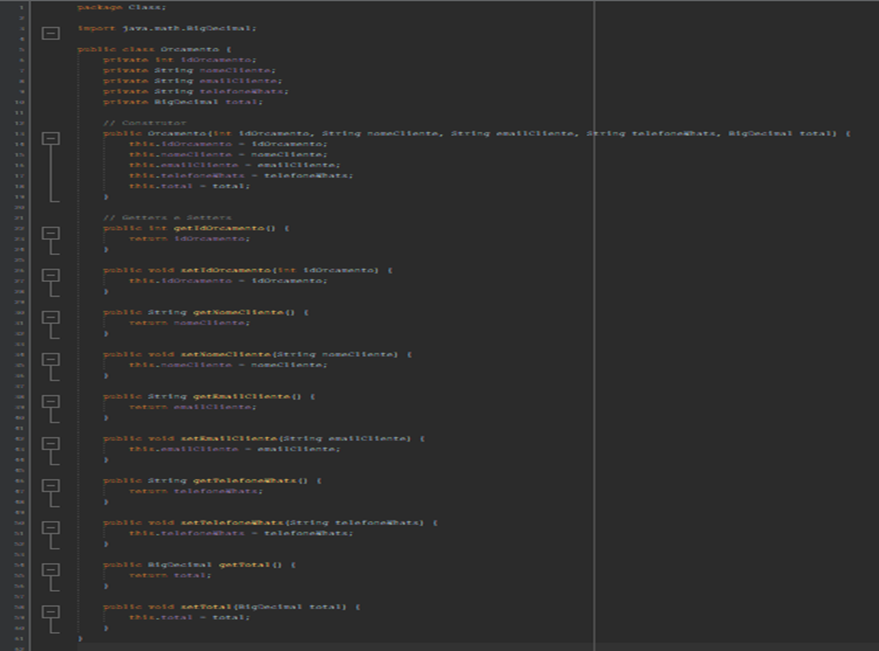 package Class;
import java.math.BigDecimal;
public class Orcamento {
private int idOrcamento;
private String nomeCliente;
private String emailCliente;
private String telefoneWhats;
private BigDecimal total;
// Construtor
public Orcamento(int idOrcamento, String nomeCliente, String emailCliente, String telefoneWhats, BigDecimal total) {
this.idOrcamento = idOrcamento;
this.nomeCliente = nomeCliente;
this.emailCliente = emailCliente;
this.telefoneWhats = telefoneWhats;
this.total = total;
}
// Getters e Setters
public int getIdOrcamento() {
return idOrcamento;
}
public void setIdOrcamento(int idOrcamento) {
this.idOrcamento = idOrcamento;
}
public String getNomeCliente() {
return nomeCliente;
}
public void setNomeCliente(String nomeCliente) {
this.nomeCliente = nomeCliente;
}
public String getEmailCliente() {
return emailCliente;
}
public void setEmailCliente(String emailCliente) {
this.emailCliente = emailCliente;
}
public String getTelefoneWhats() {
return telefoneWhats;
}
public void setTelefoneWhats(String telefoneWhats) {
this.telefoneWhats = telefoneWhats;
}
public BigDecimal getTotal() {
return total;
}
public void setTotal(BigDecimal total) {
this.total = total;
}
}